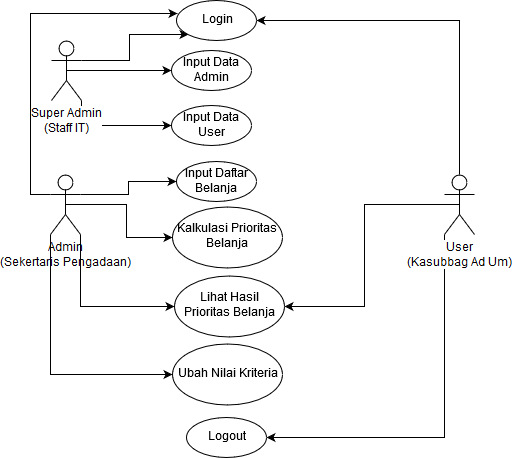 Login
Input Data
Admin
Super Admin
(Staff IT)
Input Data
User
Input Daftar
Belanja
Kalkulasi Prioritas
Belanja
Admin
(Sekertaris Pengadaan)
User
(Kasubbag Ad Um)
Lihat Hasil
Prioritas Belanja
Ubah Nilai Kriteria
Logout